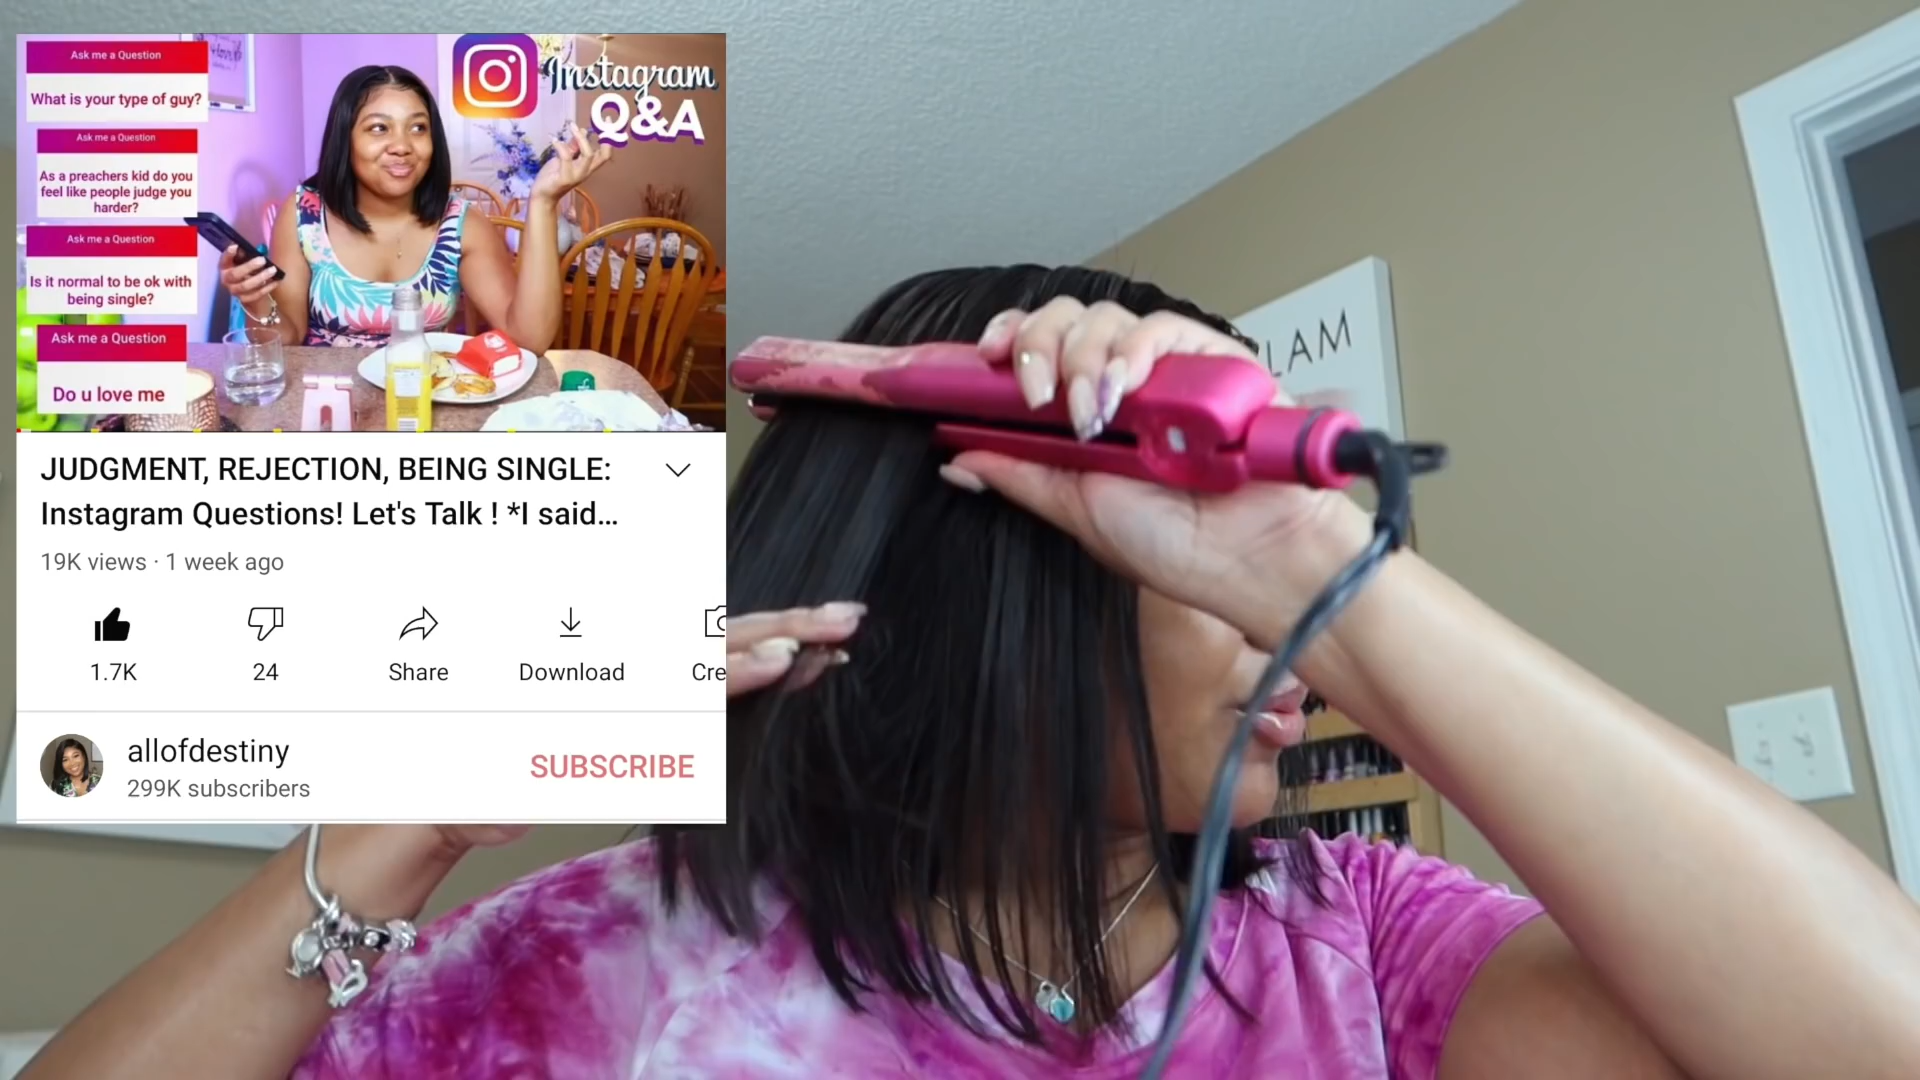 Ask me a Question
What is your type of guy?
Ask me a Question
As a preachers kid do you
feel like people judge you
harder?
Ask me a Question
Is it normal to be ok with
being single?
Ask me a Question
Do u love me
Instagram
Q&A
JUDGMENT, REJECTION, BEING SINGLE:
Instagram Questions! Let's Talk ! *I said...
19K views · 1 week ago
1.7K
24
Share
Download
Cre
allofdestiny
299K subscribers
SUBSCRIBE
LAM